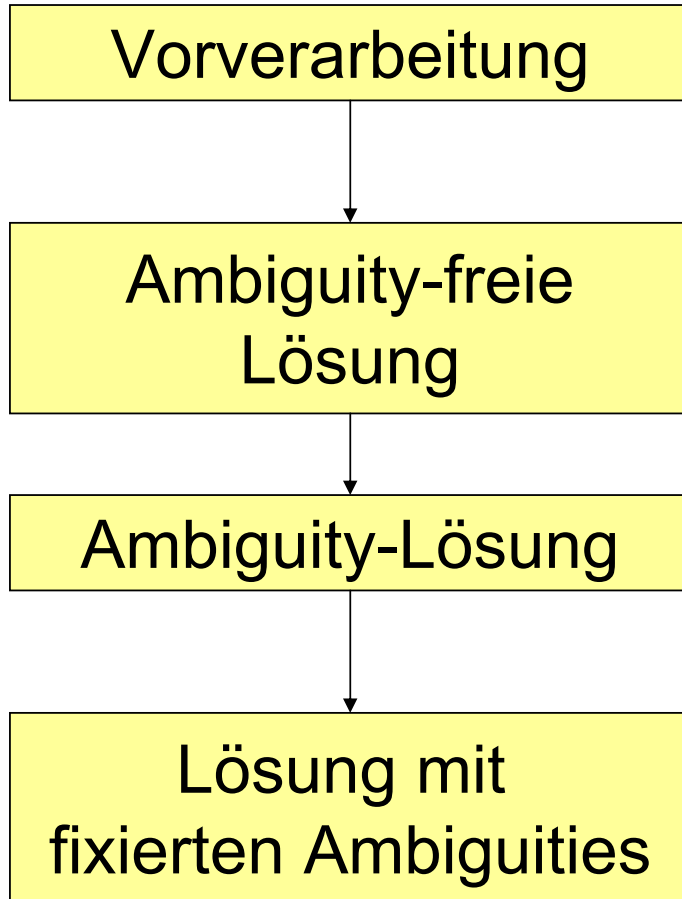 Vorverarbeitung
Ambiguity-freie
Lösung
Ambiguity-Lösung
Lösung mit
fixierten Ambiguities